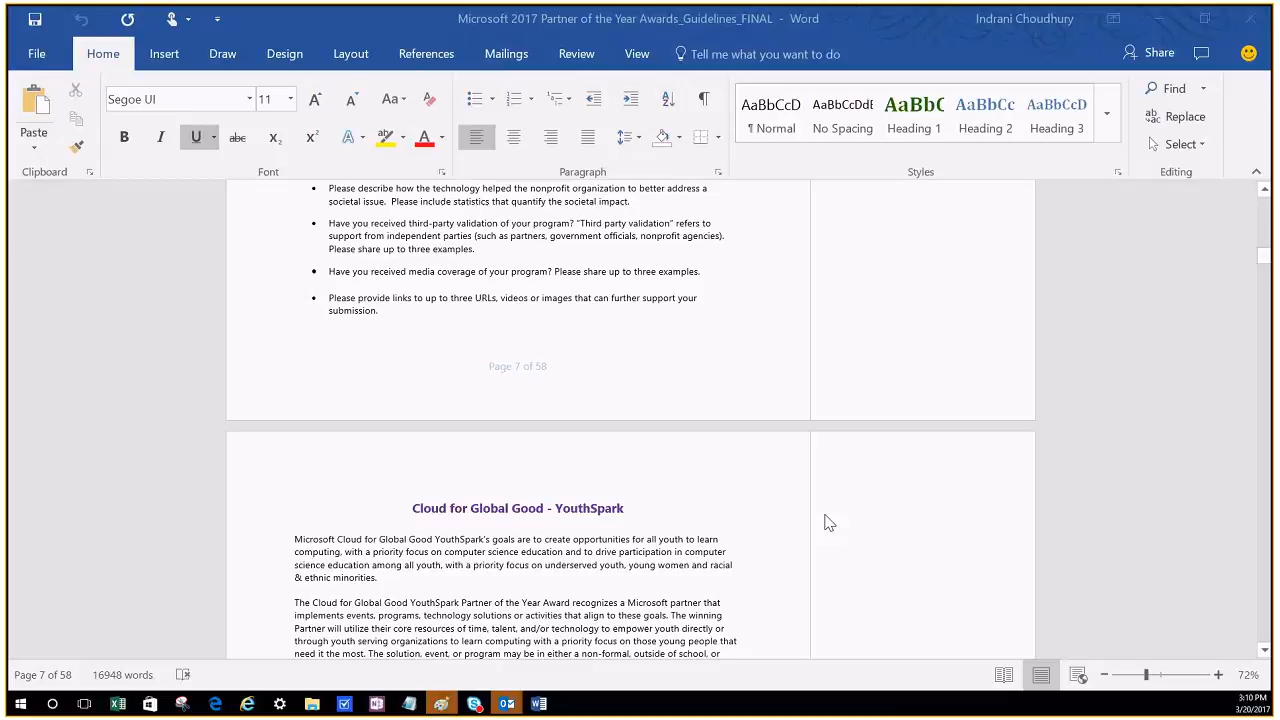 Microsoft 2017 Partner of the Year Awards_Guidelines_FINAL - Word
Indrani Choudhury
File Home Insert Draw Design Layout References Mailings Review View Tell me what you want to do Share
Segoe UI 11 Aa
Paste
B I U abc X₂ X² A A
AaBbCcD AaBbCcDdE AaBbC AaBbCc AaBbCcD
¶ Normal No Spacing Heading 1 Heading 2 Heading 3
Find
Replace
Select
Clipboard Font Paragraph Styles Editing
• Please describe how the technology helped the nonprofit organization to better address a
societal issue. Please include statistics that quantify the societal impact.
• Have you received third-party validation of your program? "Third party validation" refers to
support from independent parties (such as partners, government officials, nonprofit agencies).
Please share up to three examples.
• Have you received media coverage of your program? Please share up to three examples.
• Please provide links to up to three URLs, videos or images that can further support your
submission.
Page 7 of 58
Cloud for Global Good - YouthSpark
Microsoft Cloud for Global Good YouthSpark's goals are to create opportunities for all youth to learn
computing, with a priority focus on computer science education and to drive participation in computer
science education among all youth, with a priority focus on underserved youth, young women and racial
& ethnic minorities.
The Cloud for Global Good YouthSpark Partner of the Year Award recognizes a Microsoft partner that
implements events, programs, technology solutions or activities that align to these goals. The winning
Partner will utilize their core resources of time, talent, and/or technology to empower youth directly or
through youth serving organizations to learn computing with a priority focus on those young people that
need it the most. The solution, event, or program may be in either a non-formal, outside of school, or
Page 7 of 58 16948 words 72%
3:10 PM
3/20/2017